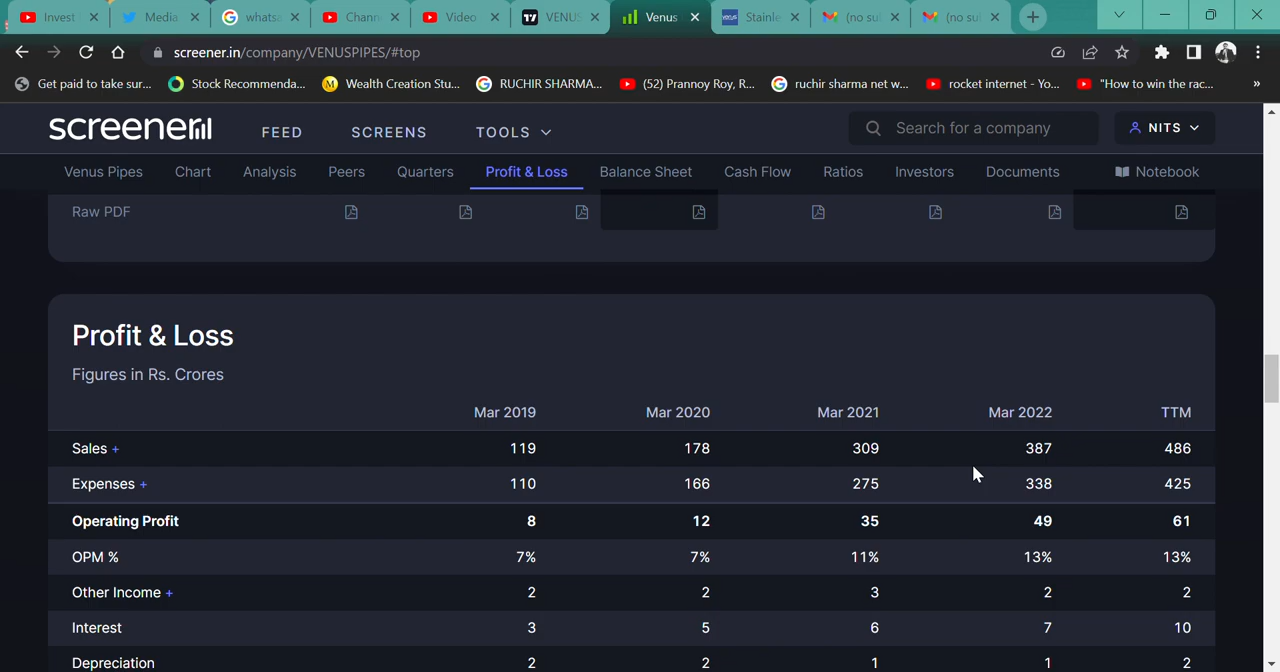 Invest
Media
whatsa
Chann
Video
VENUS
Venus
Stainle
(no su
(no su
screener.in/company/VENUSPIPES/#top
Get paid to take sur...
Stock Recommenda...
Wealth Creation Stu...
RUCHIR SHARMA...
(52) Prannoy Roy, R...
ruchir sharma net w...
rocket internet - Yo...
"How to win the rac...
»
screener
FEED SCREENS TOOLS
Search for a company
NITS
Venus Pipes Chart Analysis Peers Quarters Profit & Loss Balance Sheet Cash Flow Ratios Investors Documents Notebook
Raw PDF
Profit & Loss
Figures in Rs. Crores
Mar 2019 Mar 2020 Mar 2021 Mar 2022 TTM
Sales + 119 178 309 387 486
Expenses + 110 166 275 338 425
Operating Profit 8 12 35 49 61
OPM % 7% 7% 11% 13% 13%
Other Income + 2 2 3 2 2
Interest 3 5 6 7 10
Depreciation 2 2 1 1 2